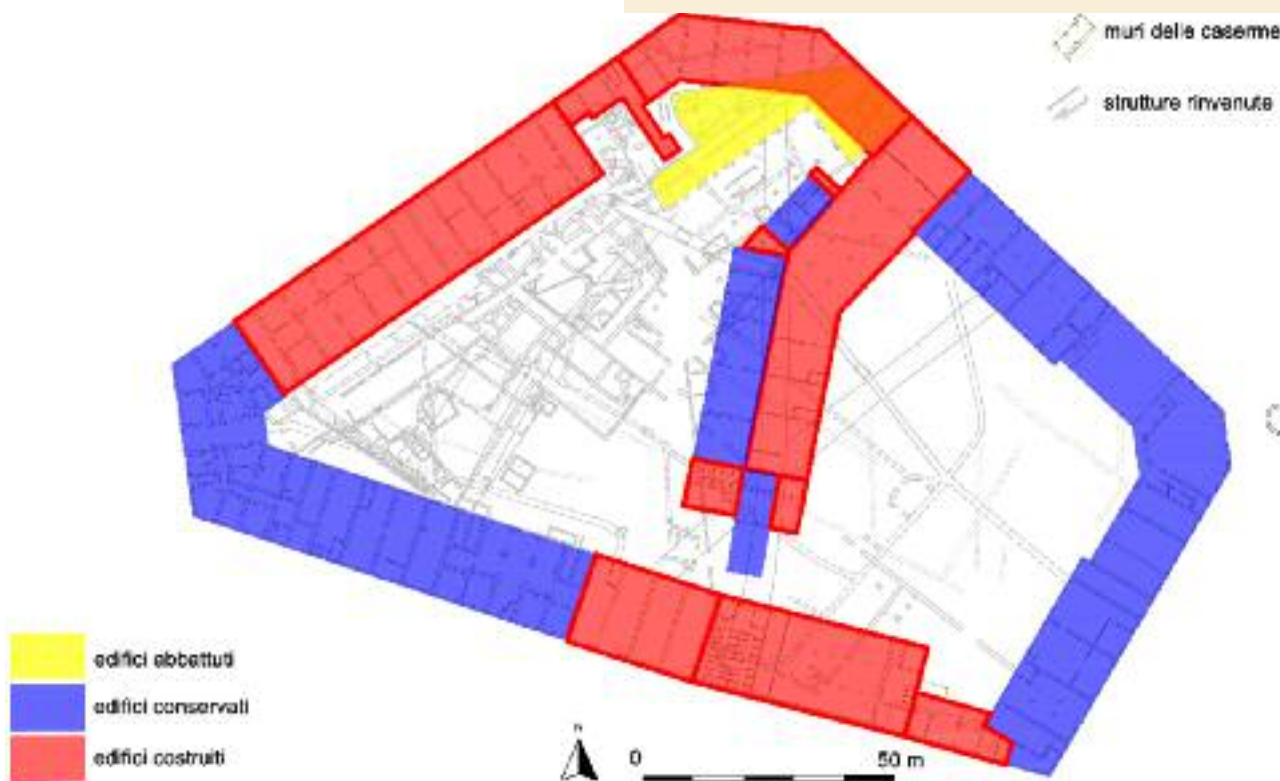 muri delle caserme
strutture rinvenute
edifici abbattuti
edifici conservati
edifici costruiti
N
0
50 m